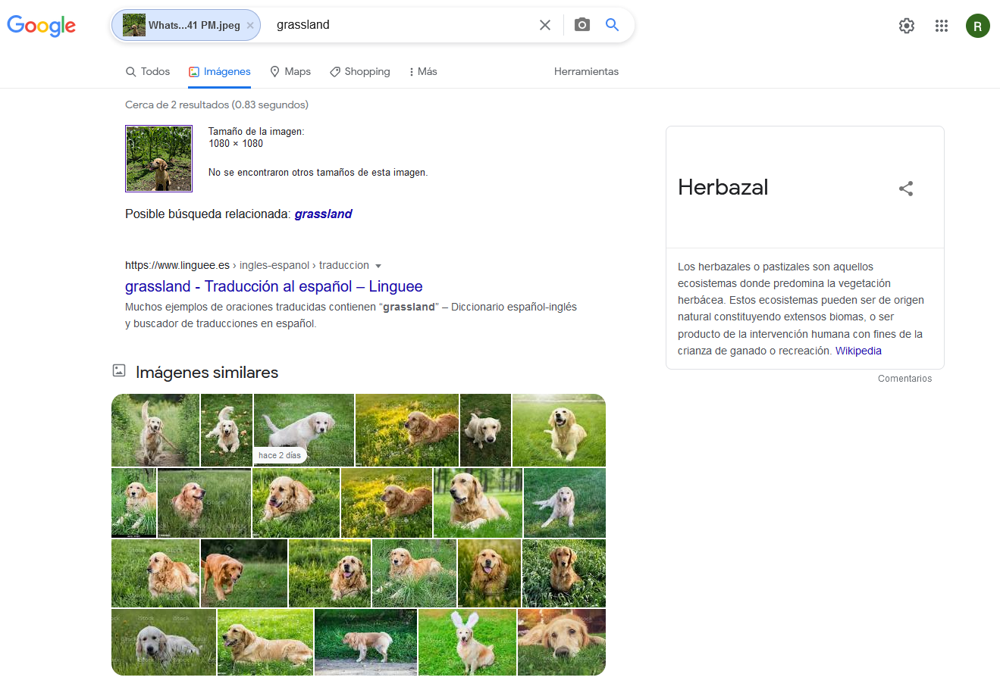 Google
Whats...41 PM.jpeg × grassland
R
Todos Imágenes Maps Shopping Más Herramientas
Cerca de 2 resultados (0.83 segundos)
Tamaño de la imagen:
1080 × 1080
No se encontraron otros tamaños de esta imagen.
Posible búsqueda relacionada: grassland
https://www.linguee.es › ingles-espanol › traduccion
grassland - Traducción al español – Linguee
Muchos ejemplos de oraciones traducidas contienen “grassland” – Diccionario español-inglés
y buscador de traducciones en español.
Imágenes similares
hace 2 días
Herbazal
Los herbazales o pastizales son aquellos
ecosistemas donde predomina la vegetación
herbácea. Estos ecosistemas pueden ser de origen
natural constituyendo extensos biomas, o ser
producto de la intervención humana con fines de la
crianza de ganado o recreación. Wikipedia
Comentarios